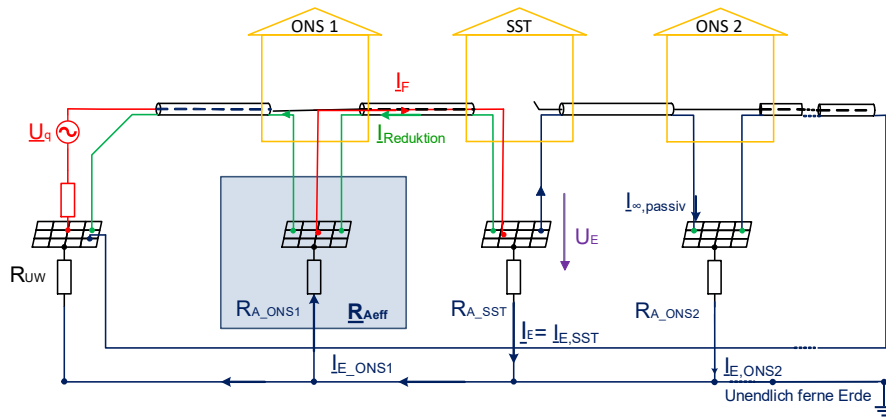 ONS 1
SST
ONS 2
I_F
U_q
I_Reduktion
I_∞,passiv
U_E
R_UW
R_A_ONS1
R_Aeff
R_A_SST
R_A_ONS2
I_E= I_E,SST
I_E_ONS1
I_E,ONS2
Unendlich ferne Erde